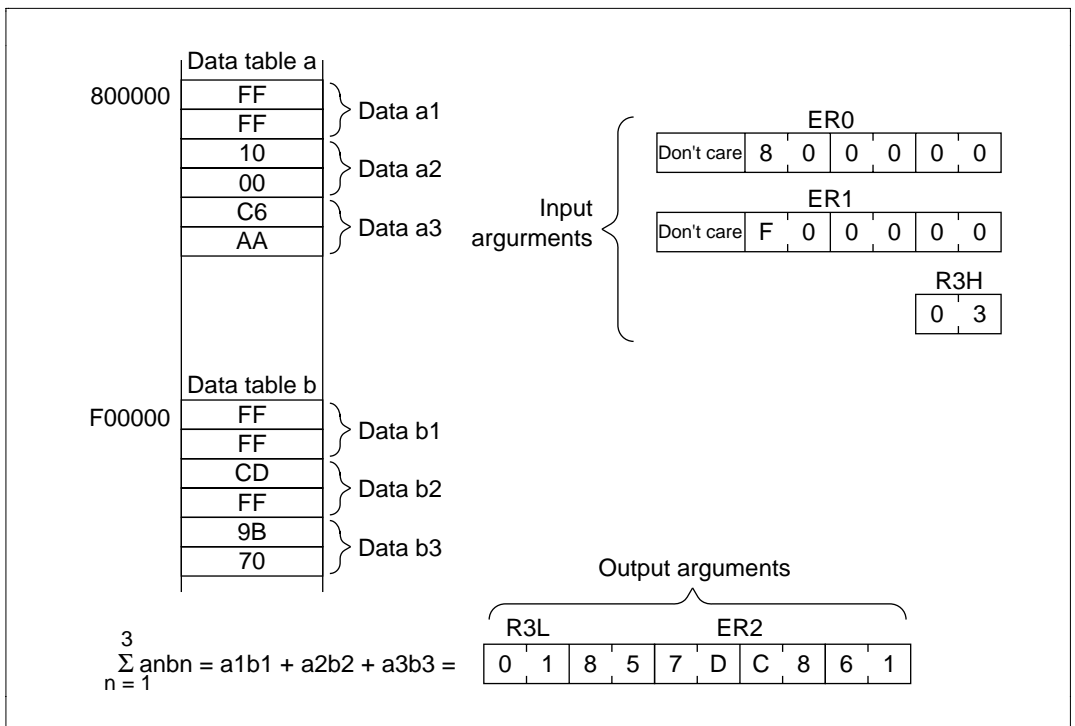 Data table a
800000
FF
FF
Data a1
10
00
Data a2
C6
AA
Data a3
Input
argurments
ER0
Don't care 8 0 0 0 0 0
ER1
Don't care F 0 0 0 0 0
R3H
0 3
Data table b
F00000
FF
FF
Data b1
CD
FF
Data b2
9B
70
Data b3
Output arguments
R3L ER2
3
Σ anbn = a1b1 + a2b2 + a3b3 = 0 1 8 5 7 D C 8 6 1
n = 1